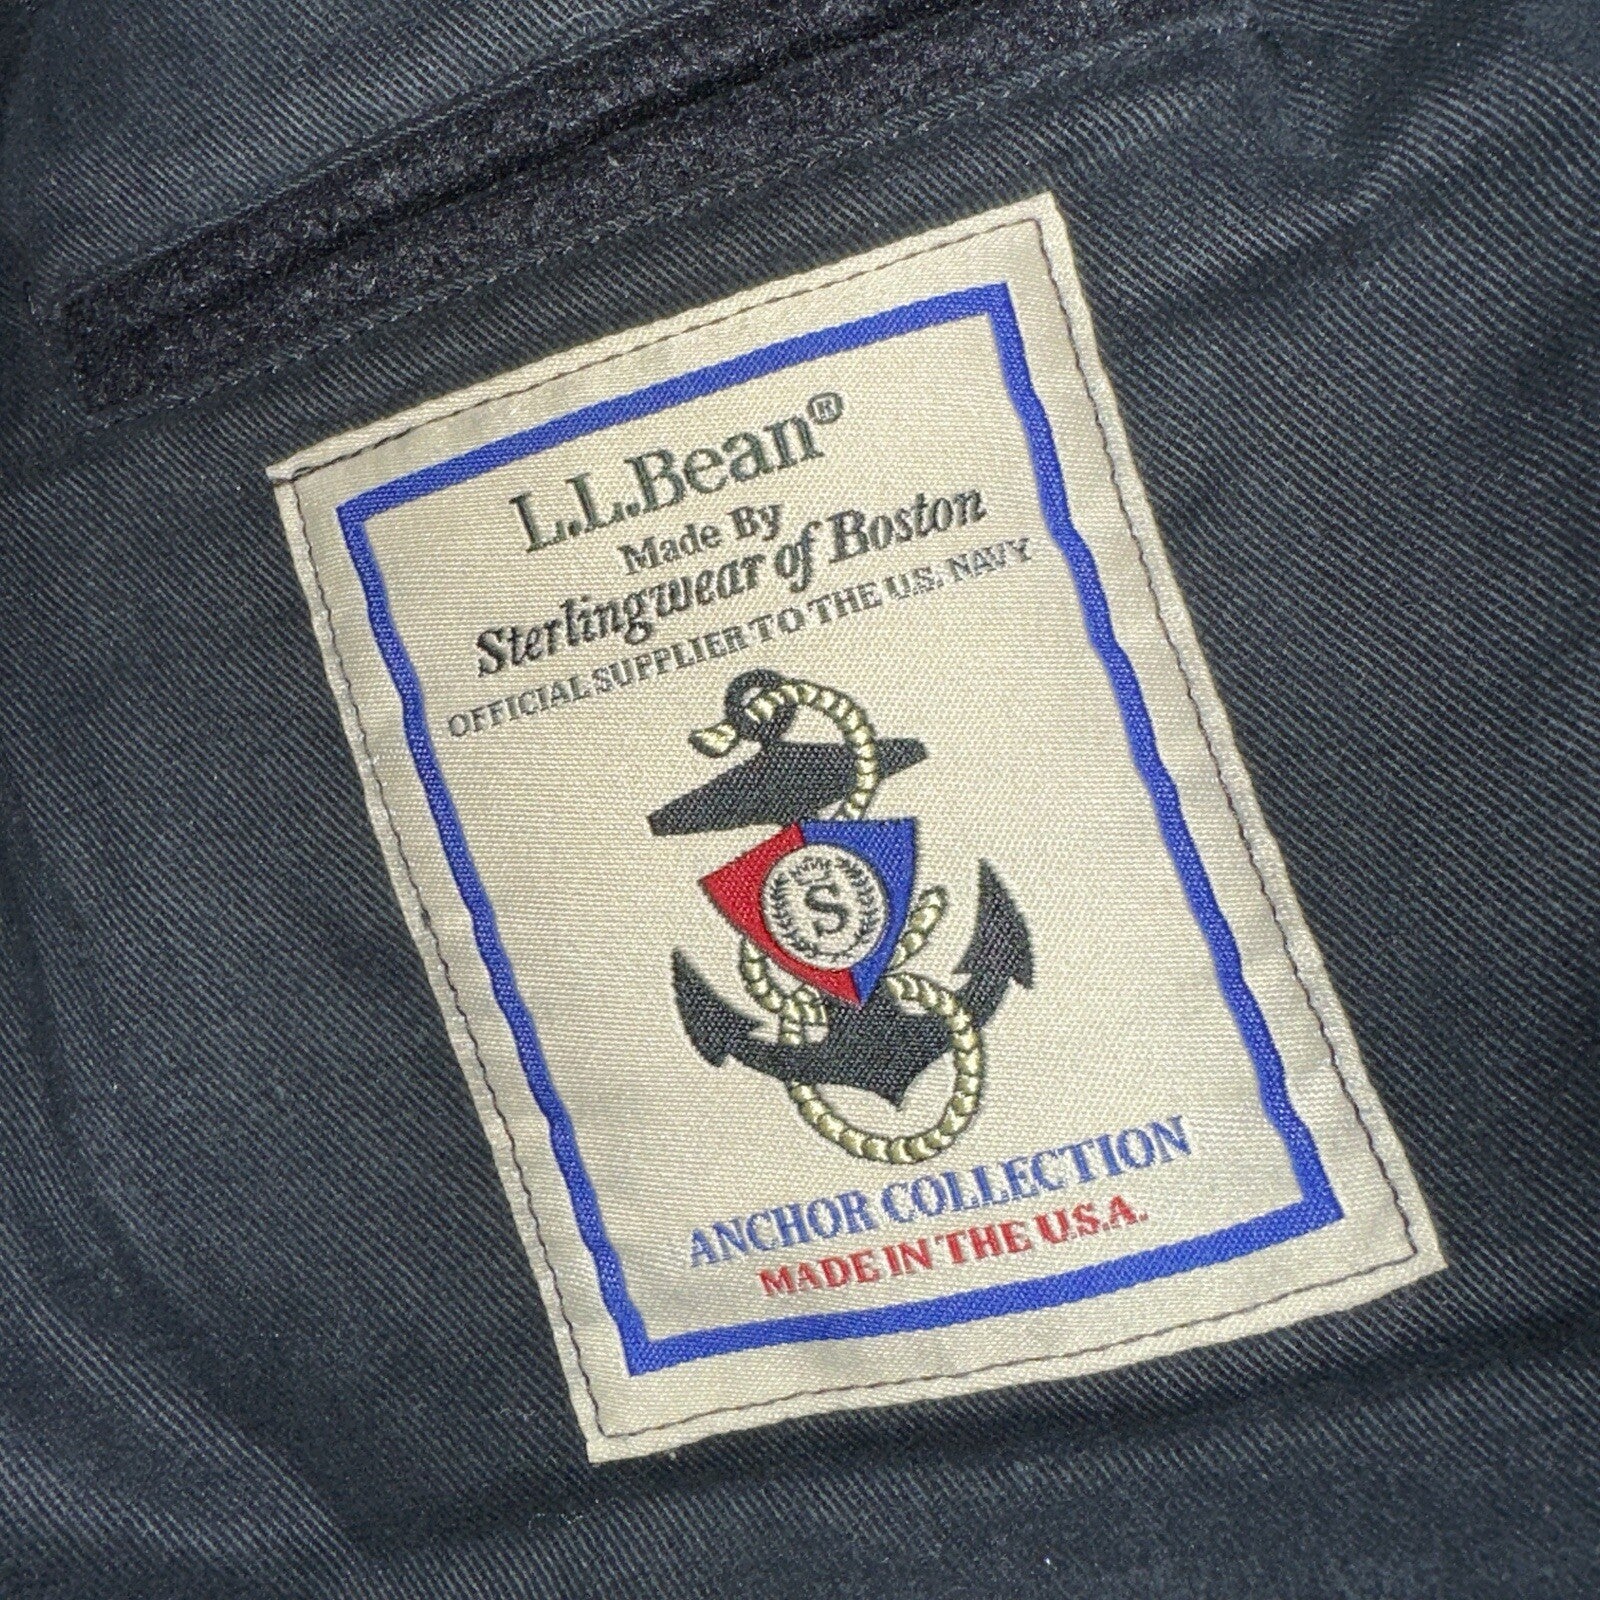 L.L.Bean®
Made By
Sterlingwear of Boston
OFFICIAL SUPPLIER TO THE U.S. NAVY
S
ANCHOR COLLECTION
MADE IN THE U.S.A.